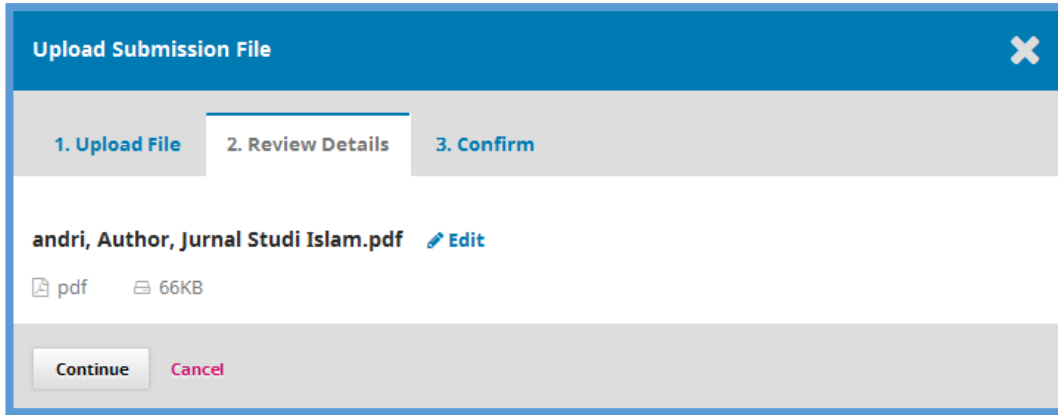 Upload Submission File
1. Upload File 2. Review Details 3. Confirm
andri, Author, Jurnal Studi Islam.pdf Edit
pdf 66KB
Continue Cancel